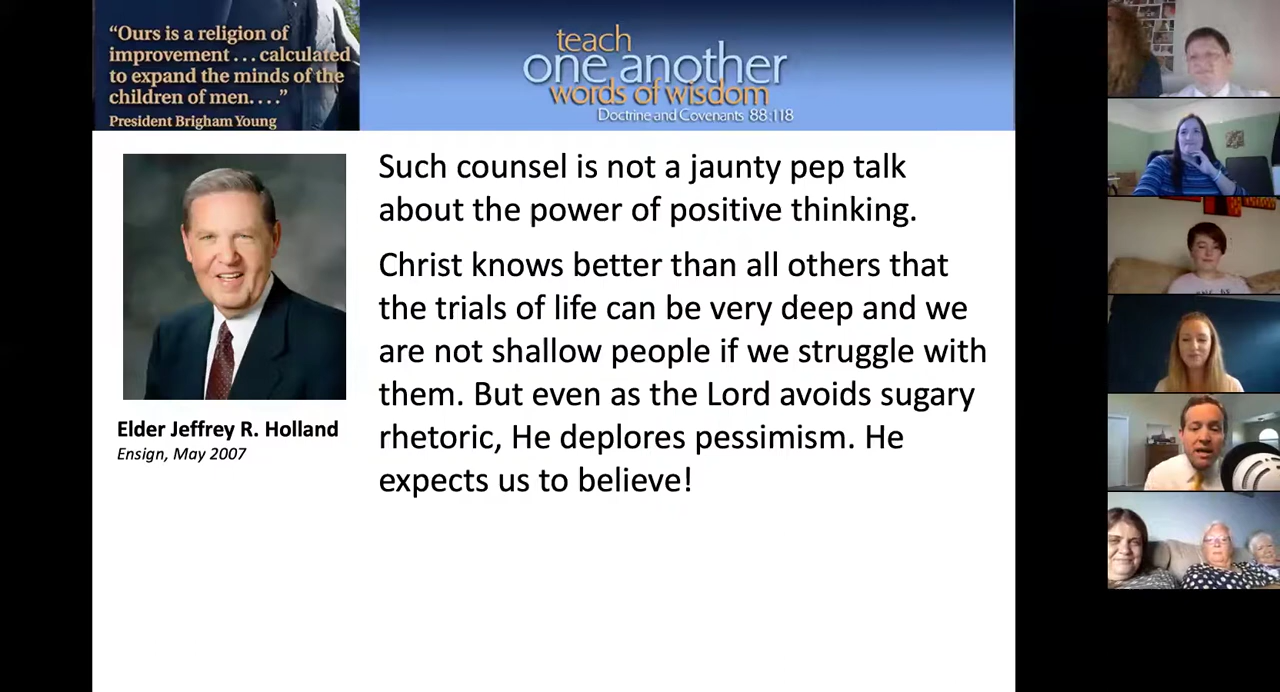 “Ours is a religion of
improvement . . . calculated
to expand the minds of the
children of men. . . .”
President Brigham Young
teach
one another
words of wisdom
Doctrine and Covenants 88:118
Such counsel is not a jaunty pep talk
about the power of positive thinking.
Christ knows better than all others that
the trials of life can be very deep and we
are not shallow people if we struggle with
them. But even as the Lord avoids sugary
rhetoric, He deplores pessimism. He
expects us to believe!
Elder Jeffrey R. Holland
Ensign, May 2007